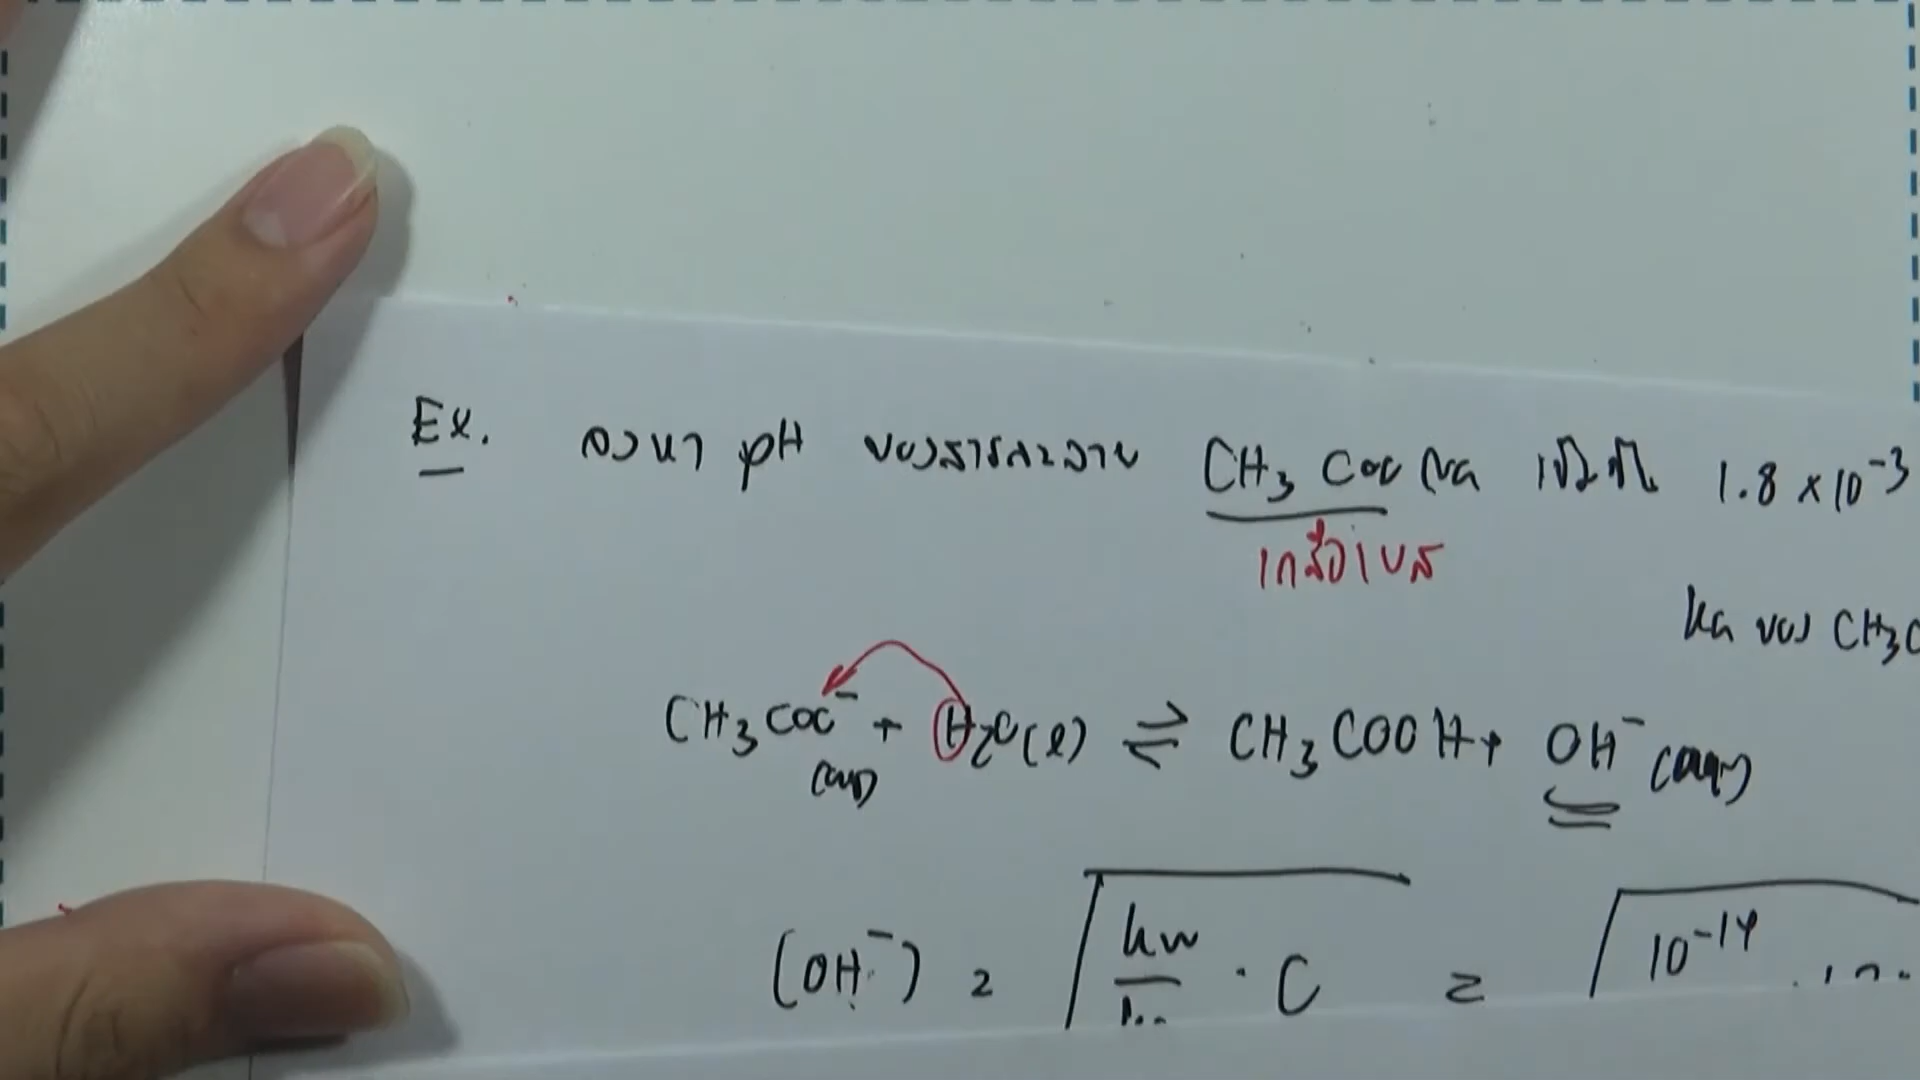 Ex. จงหา pH ของสารละลาย CH₃COONa เข้มข้น 1.8 × 10⁻³
เกลือเบส
Ka ของ CH₃C
CH₃COO⁻ + H₂O(l) ⇌ CH₃COOH + OH⁻ (aq)
(aq)
[OH⁻] = √(Kw/Ka · C) = √(10⁻¹⁴